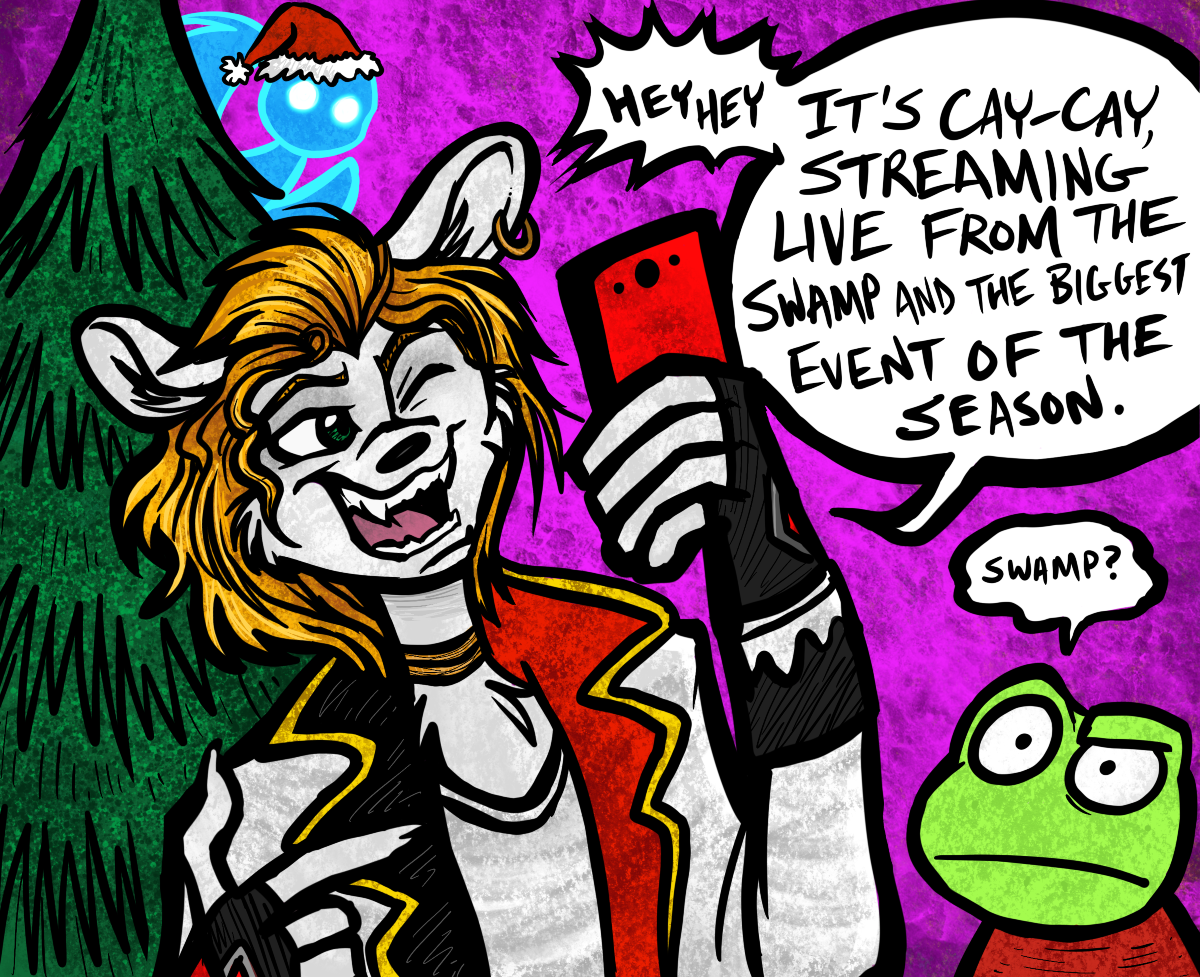 HEY HEY
IT'S CAY-CAY,
STREAMING
LIVE FROM THE
SWAMP AND THE BIGGEST
EVENT OF THE
SEASON.
SWAMP?